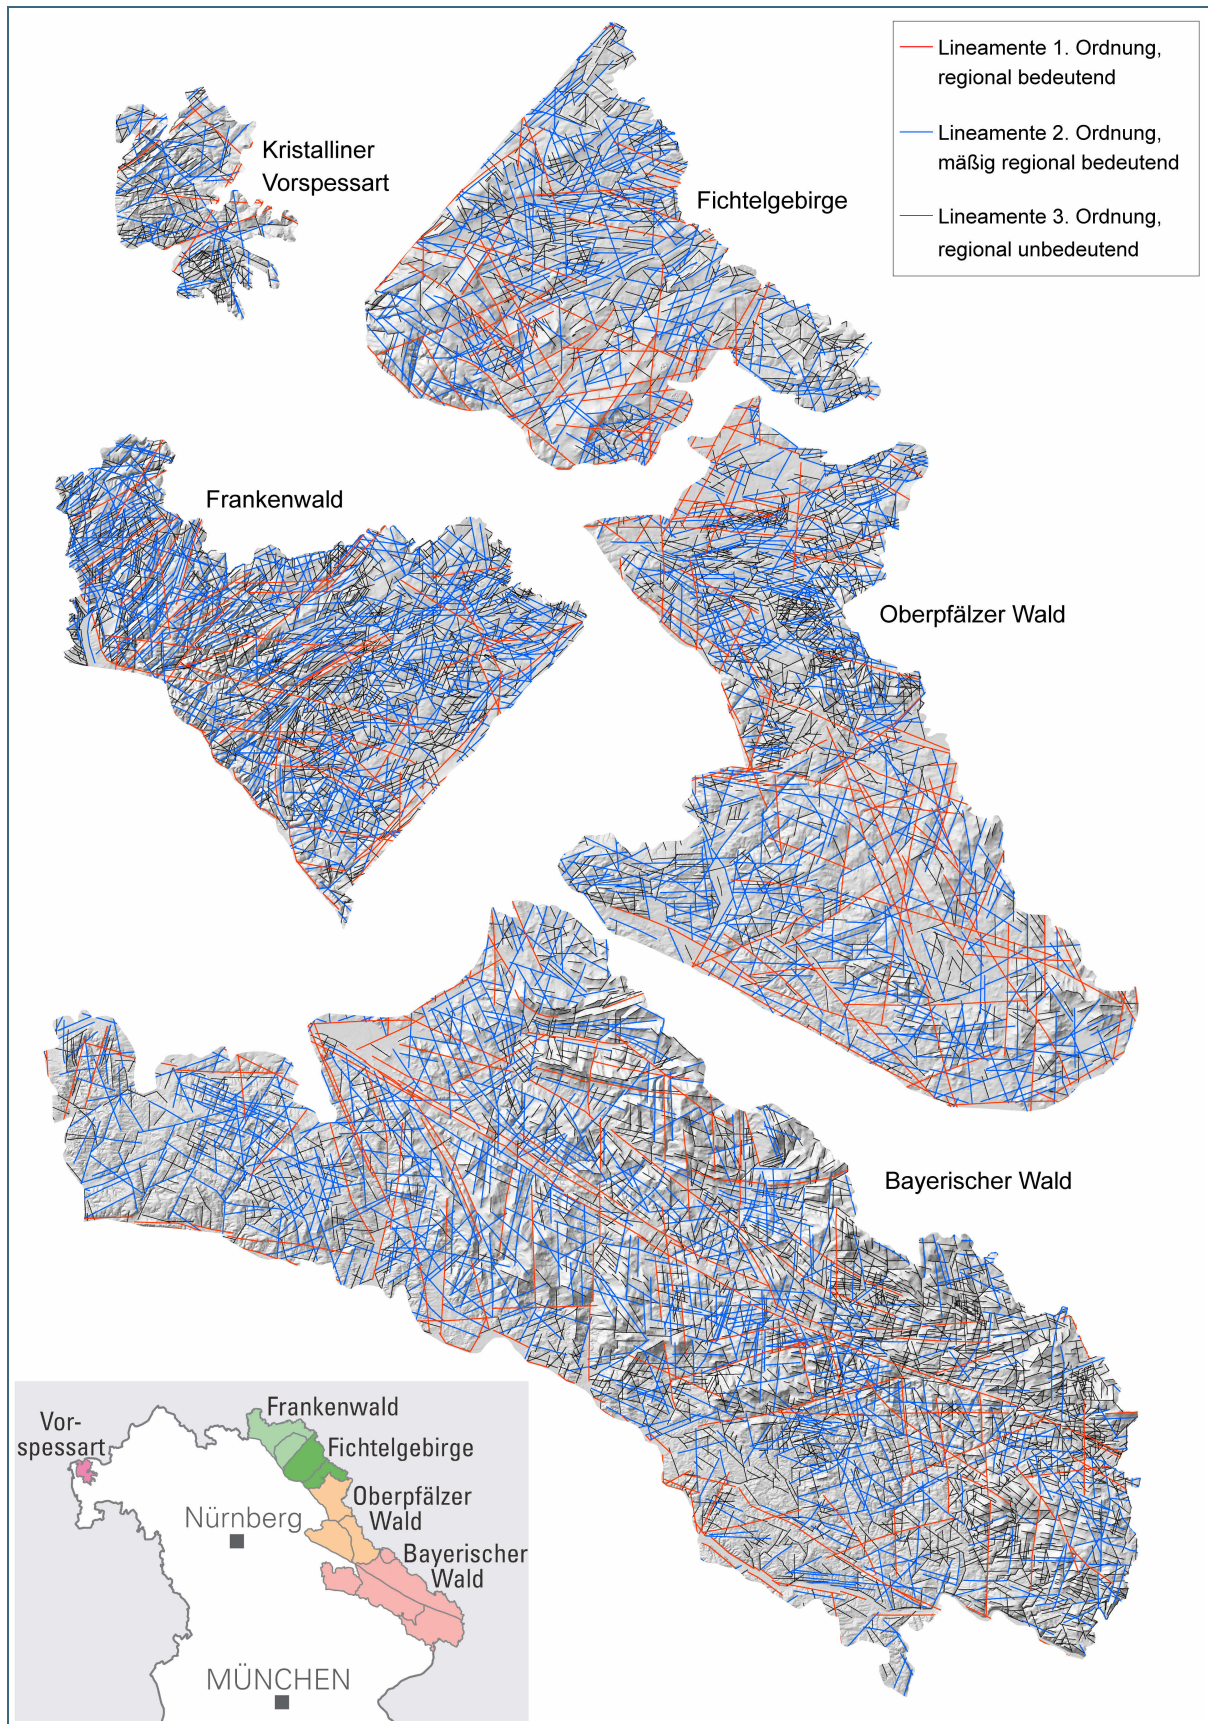 Lineamente 1. Ordnung,
regional bedeutend
Lineamente 2. Ordnung,
mäßig regional bedeutend
Lineamente 3. Ordnung,
regional unbedeutend
Kristalliner
Vorspessart
Fichtelgebirge
Frankenwald
Oberpfälzer Wald
Bayerischer Wald
Frankenwald
Vor-
spessart
Fichtelgebirge
Oberpfälzer
Wald
Nürnberg
Bayerischer
Wald
MÜNCHEN